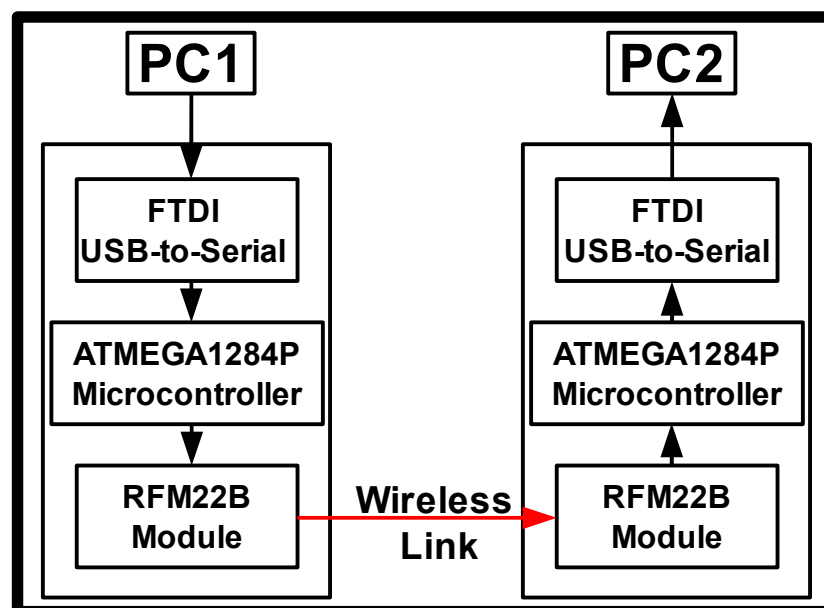 PC1
FTDI
USB-to-Serial
ATMEGA1284P
Microcontroller
RFM22B
Module
Wireless
Link
PC2
FTDI
USB-to-Serial
ATMEGA1284P
Microcontroller
RFM22B
Module